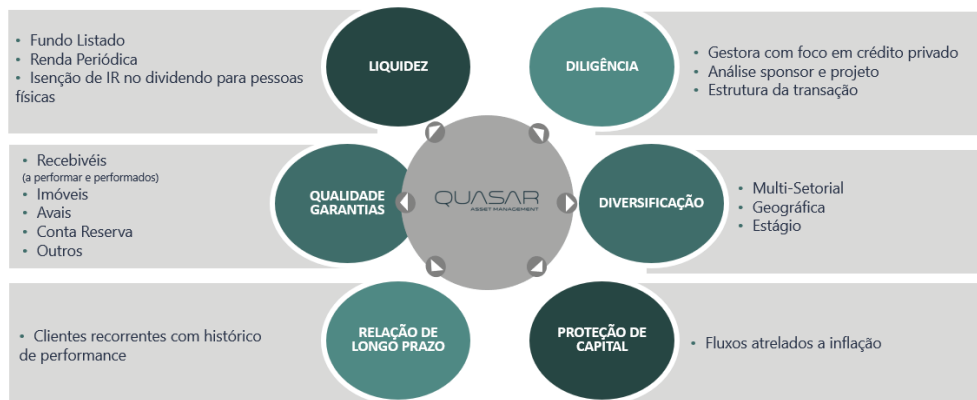 • Fundo Listado
• Renda Periódica
• Isenção de IR no dividendo para pessoas
físicas
LIQUIDEZ
DILIGÊNCIA
• Gestora com foco em crédito privado
• Análise sponsor e projeto
• Estrutura da transação
• Recebivéis
(a performar e performados)
• Imóveis
• Avais
• Conta Reserva
• Outros
QUALIDADE
GARANTIAS
QUASAR
ASSET MANAGEMENT
DIVERSIFICAÇÃO
• Multi-Setorial
• Geográfica
• Estágio
• Clientes recorrentes com histórico
de performance
RELAÇÃO DE
LONGO PRAZO
PROTEÇÃO DE
CAPITAL
• Fluxos atrelados a inflação